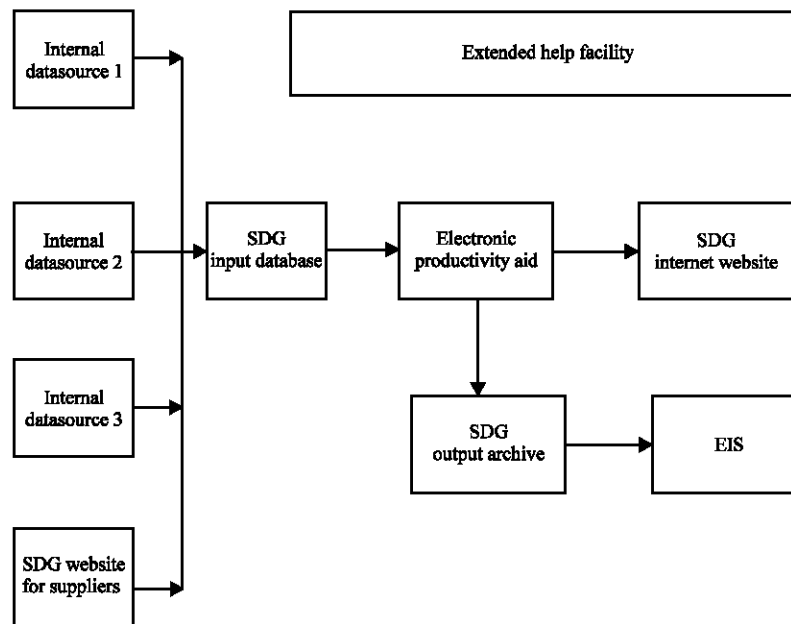 Internal
datasource 1
Extended help facility
Internal
datasource 2
SDG
input database
Electronic
productivity aid
SDG
internet website
Internal
datasource 3
SDG
output archive
EIS
SDG website
for suppliers